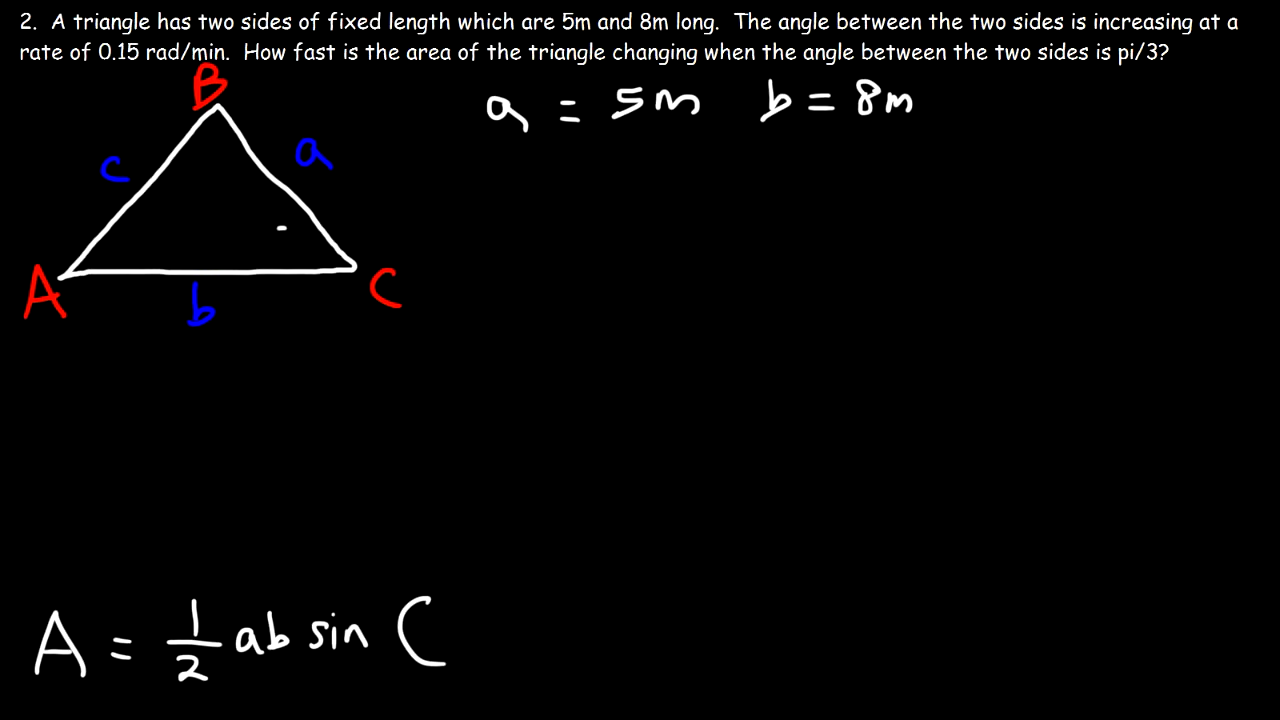 2. A triangle has two sides of fixed length which are 5m and 8m long. The angle between the two sides is increasing at a
rate of 0.15 rad/min. How fast is the area of the triangle changing when the angle between the two sides is pi/3?
B
a = 5m b = 8m
c a
A C
b
A = 1/2 ab sin C